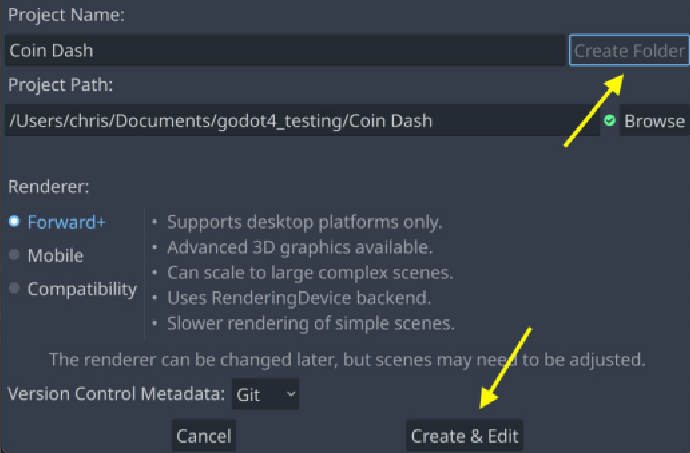 Project Name:
Coin Dash Create Folder
Project Path:
/Users/chris/Documents/godot4_testing/Coin Dash Browse
Renderer:
Forward+
Mobile
Compatibility
• Supports desktop platforms only.
• Advanced 3D graphics available.
• Can scale to large complex scenes.
• Uses RenderingDevice backend.
• Slower rendering of simple scenes.
The renderer can be changed later, but scenes may need to be adjusted.
Version Control Metadata: Git
Cancel Create & Edit